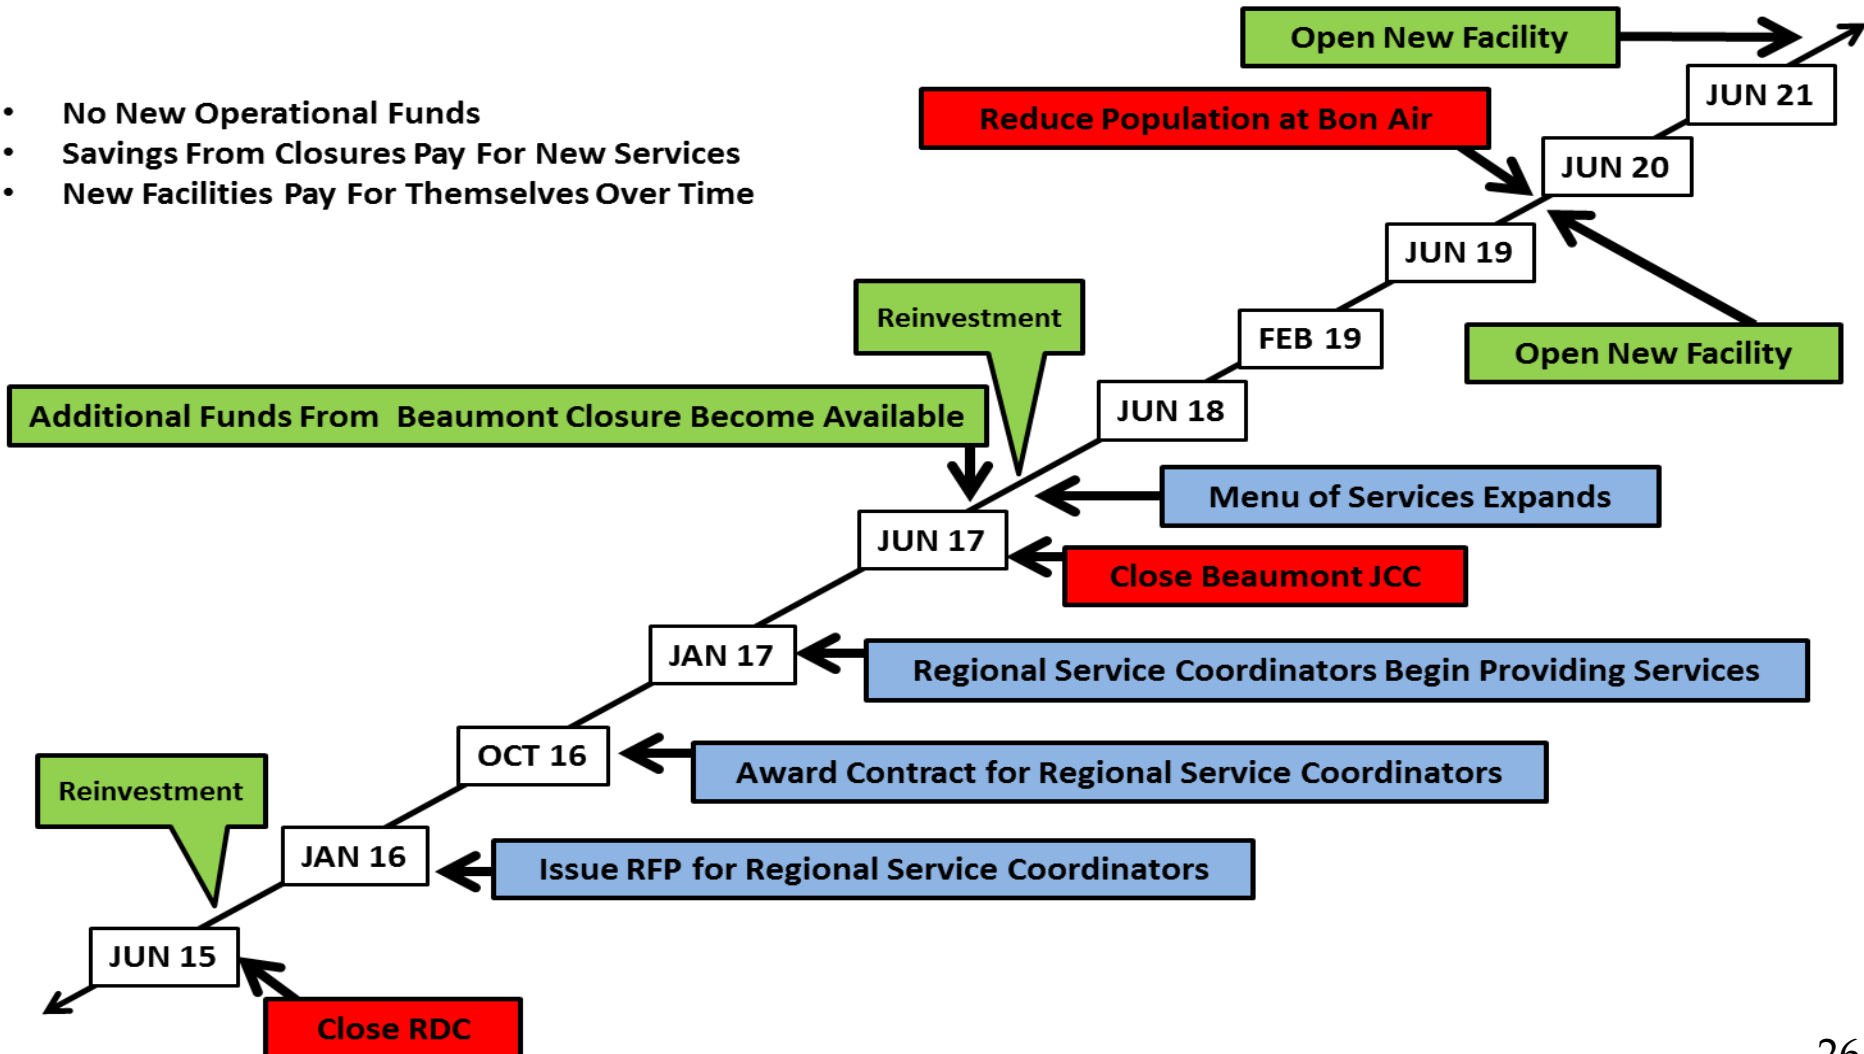 Open New Facility
JUN 21
• No New Operational Funds
Reduce Population at Bon Air
• Savings From Closures Pay For New Services
JUN 20
• New Facilities Pay For Themselves Over Time
JUN 19
Reinvestment
FEB 19
Open New Facility
Additional Funds From Beaumont Closure Become Available
JUN 18
Menu of Services Expands
JUN 17
Close Beaumont JCC
JAN 17
Regional Service Coordinators Begin Providing Services
OCT 16
Award Contract for Regional Service Coordinators
Reinvestment
JAN 16
Issue RFP for Regional Service Coordinators
JUN 15
Close RDC
26